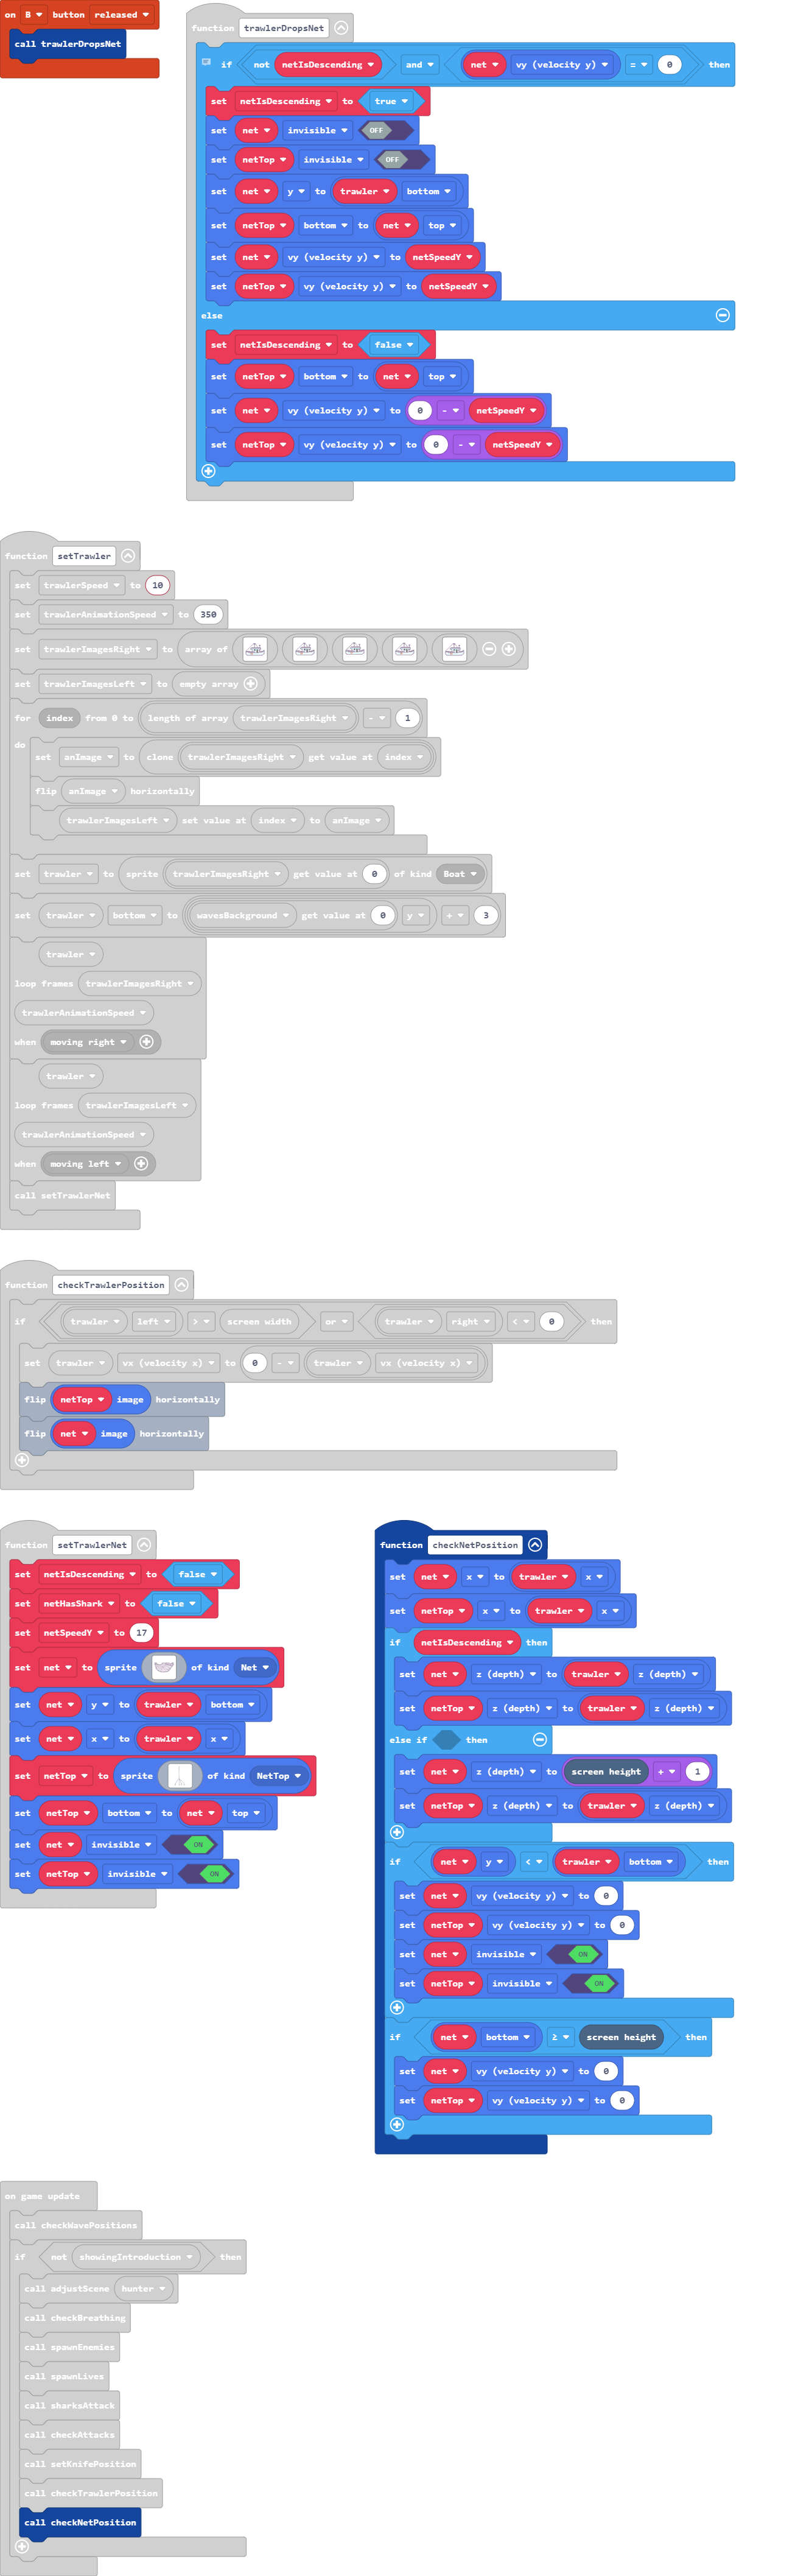 on B button released
call trawlerDropsNet
function trawlerDropsNet
if not netIsDescending and net vy (velocity y) = 0 then
set netIsDescending to true
set net invisible OFF
set netTop invisible OFF
set net y to trawler bottom
set netTop bottom to net top
set net vy (velocity y) to netSpeedY
set netTop vy (velocity y) to netSpeedY
else
set netIsDescending to false
set netTop bottom to net top
set net vy (velocity y) to 0 - netSpeedY
set netTop vy (velocity y) to 0 - netSpeedY
function setTrawler
set trawlerSpeed to 10
set trawlerAnimationSpeed to 350
set trawlerImagesRight to array of
set trawlerImagesLeft to empty array
for index from 0 to length of array trawlerImagesRight - 1
do
set anImage to clone trawlerImagesRight get value at index
flip anImage horizontally
trawlerImagesLeft set value at index to anImage
set trawler to sprite trawlerImagesRight get value at 0 of kind Boat
set trawler bottom to wavesBackground get value at 0 y + 3
trawler
loop frames trawlerImagesRight
trawlerAnimationSpeed
when moving right
trawler
loop frames trawlerImagesLeft
trawlerAnimationSpeed
when moving left
call setTrawlerNet
function checkTrawlerPosition
if trawler left > screen width or trawler right < 0 then
set trawler vx (velocity x) to 0 - trawler vx (velocity x)
flip netTop image horizontally
flip net image horizontally
function setTrawlerNet
set netIsDescending to false
set netHasShark to false
set netSpeedY to 17
set net to sprite of kind Net
set net y to trawler bottom
set net x to trawler x
set netTop to sprite of kind NetTop
set netTop bottom to net top
set net invisible ON
set netTop invisible ON
function checkNetPosition
set net x to trawler x
set netTop x to trawler x
if netIsDescending then
set net z (depth) to trawler z (depth)
set netTop z (depth) to trawler z (depth)
else if then
set net z (depth) to screen height + 1
set netTop z (depth) to trawler z (depth)
if net y < trawler bottom then
set net vy (velocity y) to 0
set netTop vy (velocity y) to 0
set net invisible ON
set netTop invisible ON
if net bottom ≥ screen height then
set net vy (velocity y) to 0
set netTop vy (velocity y) to 0
on game update
call checkWavePositions
if not showingIntroduction then
call adjustScene hunter
call checkBreathing
call spawnEnemies
call spawnLives
call sharksAttack
call checkAttacks
call setKnifePosition
call checkTrawlerPosition
call checkNetPosition